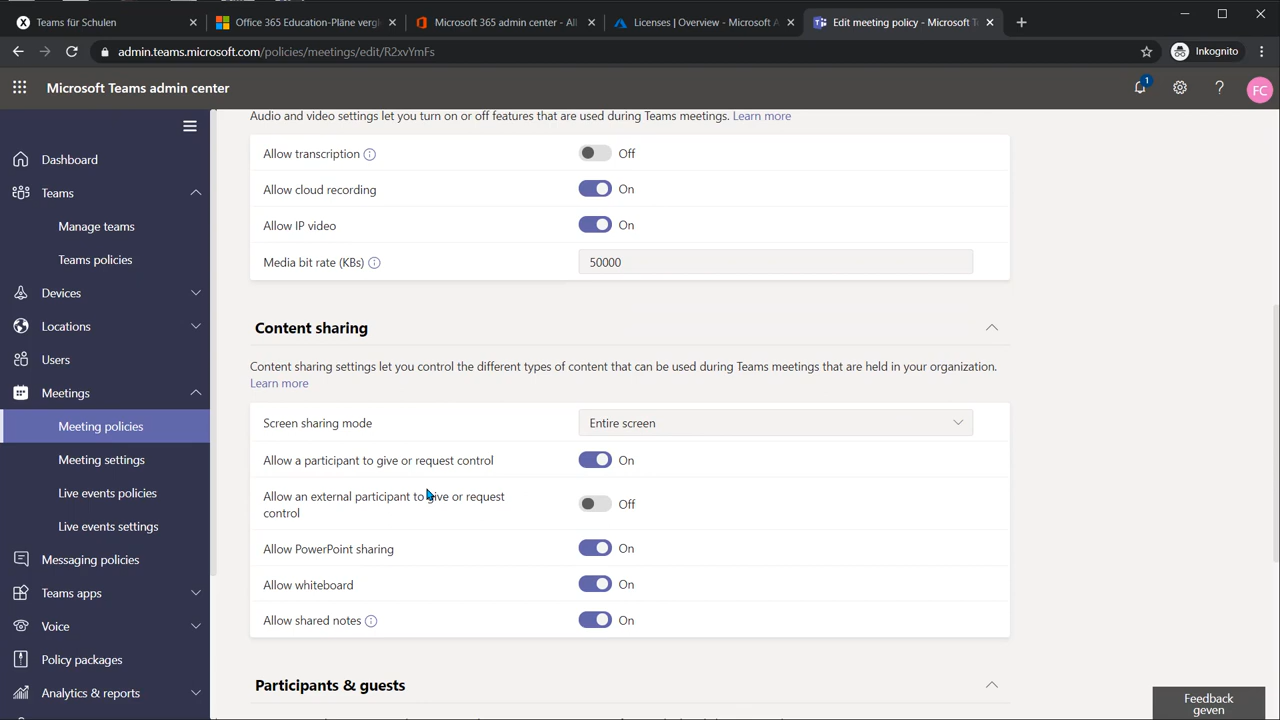 Teams für Schulen
Office 365 Education-Pläne vergl
Microsoft 365 admin center - All
Licenses | Overview - Microsoft A
Edit meeting policy - Microsoft T
admin.teams.microsoft.com/policies/meetings/edit/R2xvYmFs
Inkognito
Microsoft Teams admin center
1
FC
Dashboard
Teams
Manage teams
Teams policies
Devices
Locations
Users
Meetings
Meeting policies
Meeting settings
Live events policies
Live events settings
Messaging policies
Teams apps
Voice
Policy packages
Analytics & reports
Audio and video settings let you turn on or off features that are used during Teams meetings. Learn more
Allow transcription Off
Allow cloud recording On
Allow IP video On
Media bit rate (KBs) 50000
Content sharing
Content sharing settings let you control the different types of content that can be used during Teams meetings that are held in your organization.
Learn more
Screen sharing mode Entire screen
Allow a participant to give or request control On
Allow an external participant to give or request
control Off
Allow PowerPoint sharing On
Allow whiteboard On
Allow shared notes On
Participants & guests
Feedback
geven